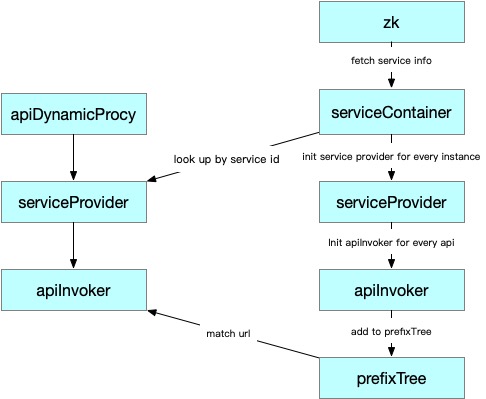 zk
fetch service info
apiDynamicProcy
serviceContainer
look up by service id
init service provider for every instance
serviceProvider
serviceProvider
Init apiInvoker for every api
apiInvoker
apiInvoker
match url
add to prefixTree
prefixTree